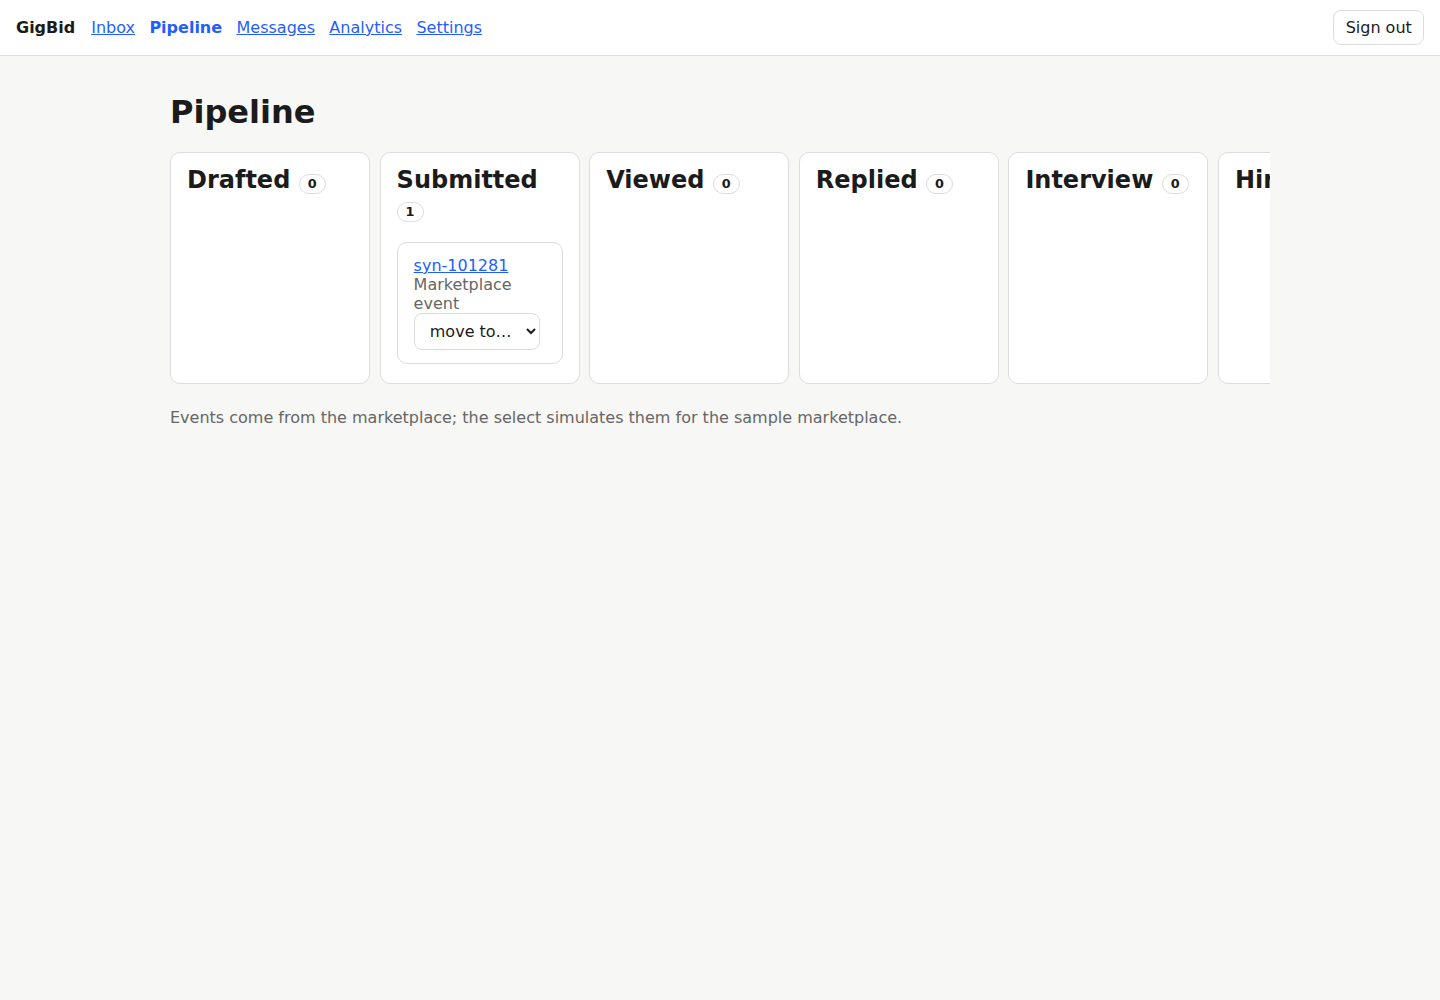 GigBid Inbox Pipeline Messages Analytics Settings Sign out
Pipeline
Drafted 0
Submitted
1
syn-101281
Marketplace
event
move to...
Viewed 0
Replied 0
Interview 0
Events come from the marketplace; the select simulates them for the sample marketplace.